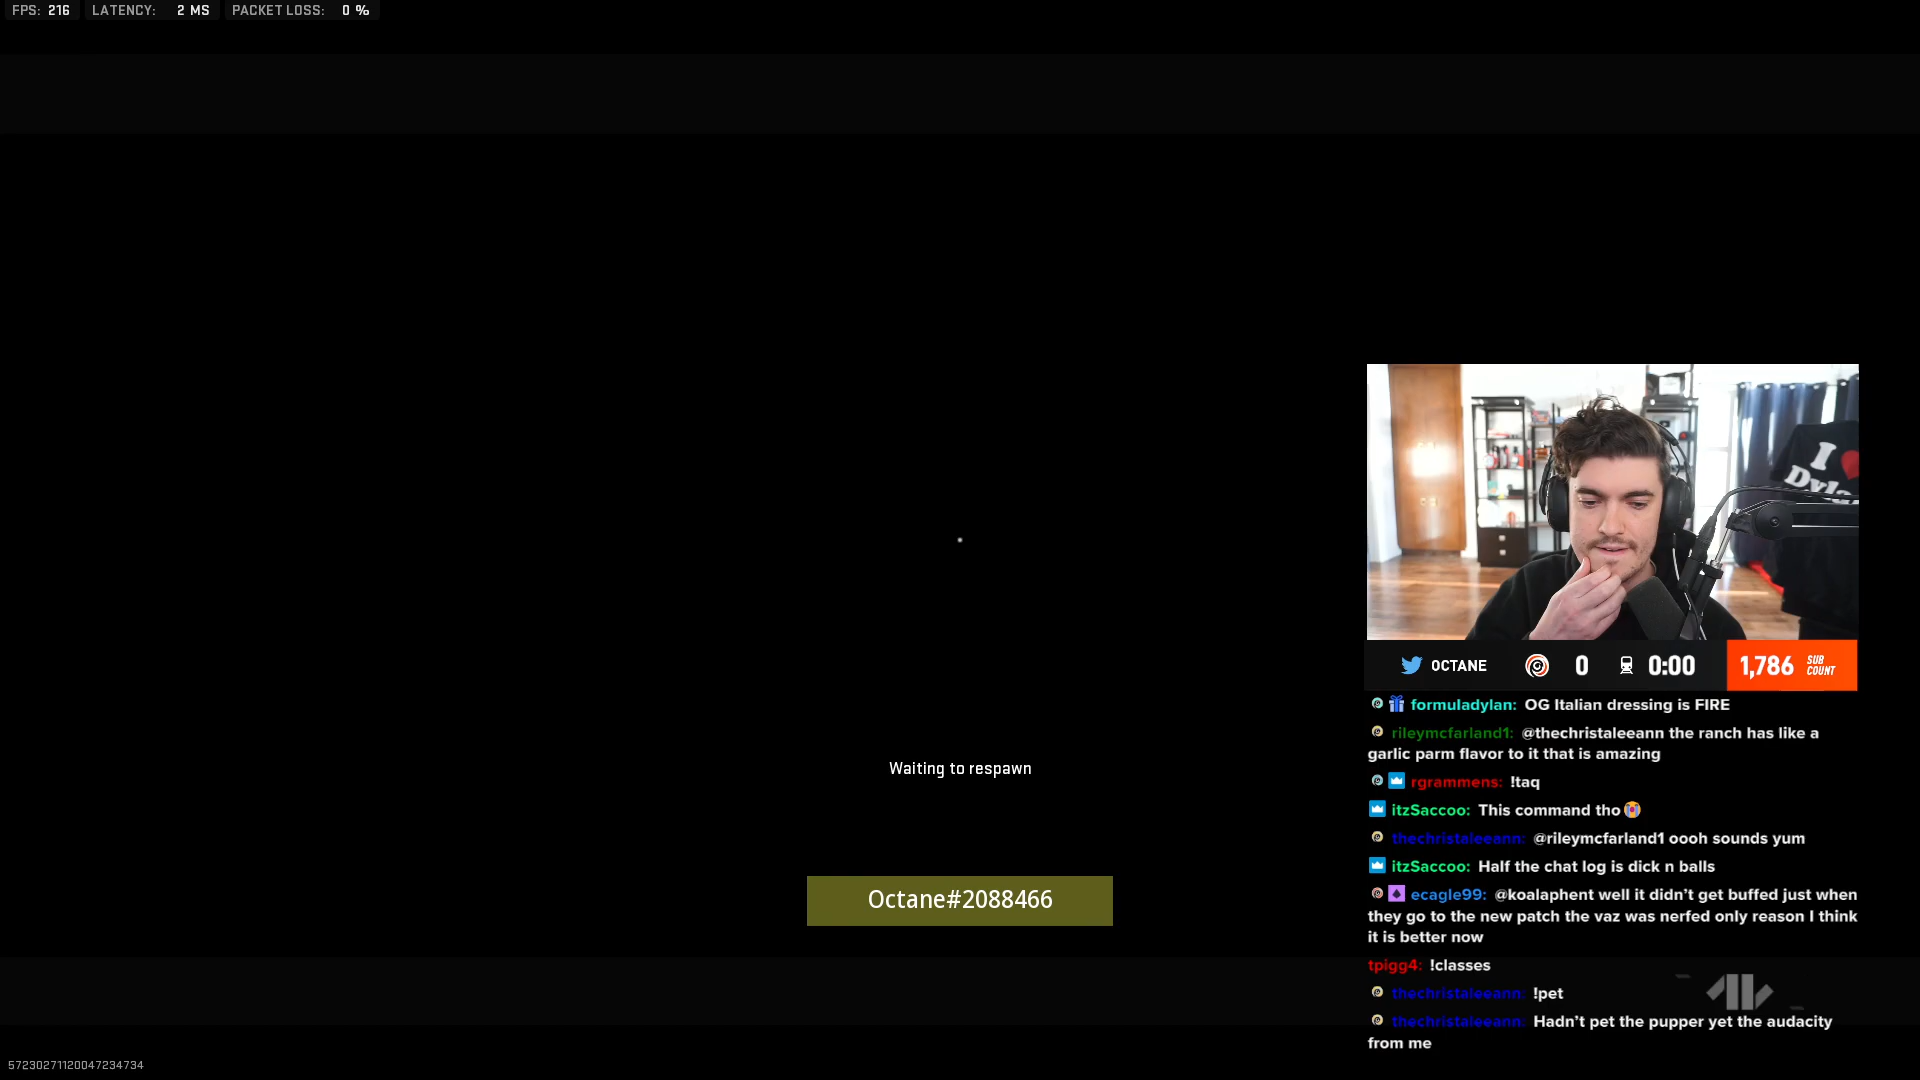 FPS: 216 LATENCY: 2 MS PACKET LOSS: 0 %
I
Dyl
OCTANE 0 0:00 1,786 SUB COUNT
formuladylan: OG Italian dressing is FIRE
rileymcfarland1: @thechristaleeann the ranch has like a
garlic parm flavor to it that is amazing
Waiting to respawn
rgrammens: !taq
itzSaccoo: This command tho
thechristaleeann: @rileymcfarland1 oooh sounds yum
itzSaccoo: Half the chat log is dick n balls
Octane#2088466
ecagle99: @koalaphent well it didn't get buffed just when
they go to the new patch the vaz was nerfed only reason I think
it is better now
tpigg4: !classes
thechristaleeann: !pet
thechristaleeann: Hadn't pet the pupper yet the audacity
from me
57230271120047234734